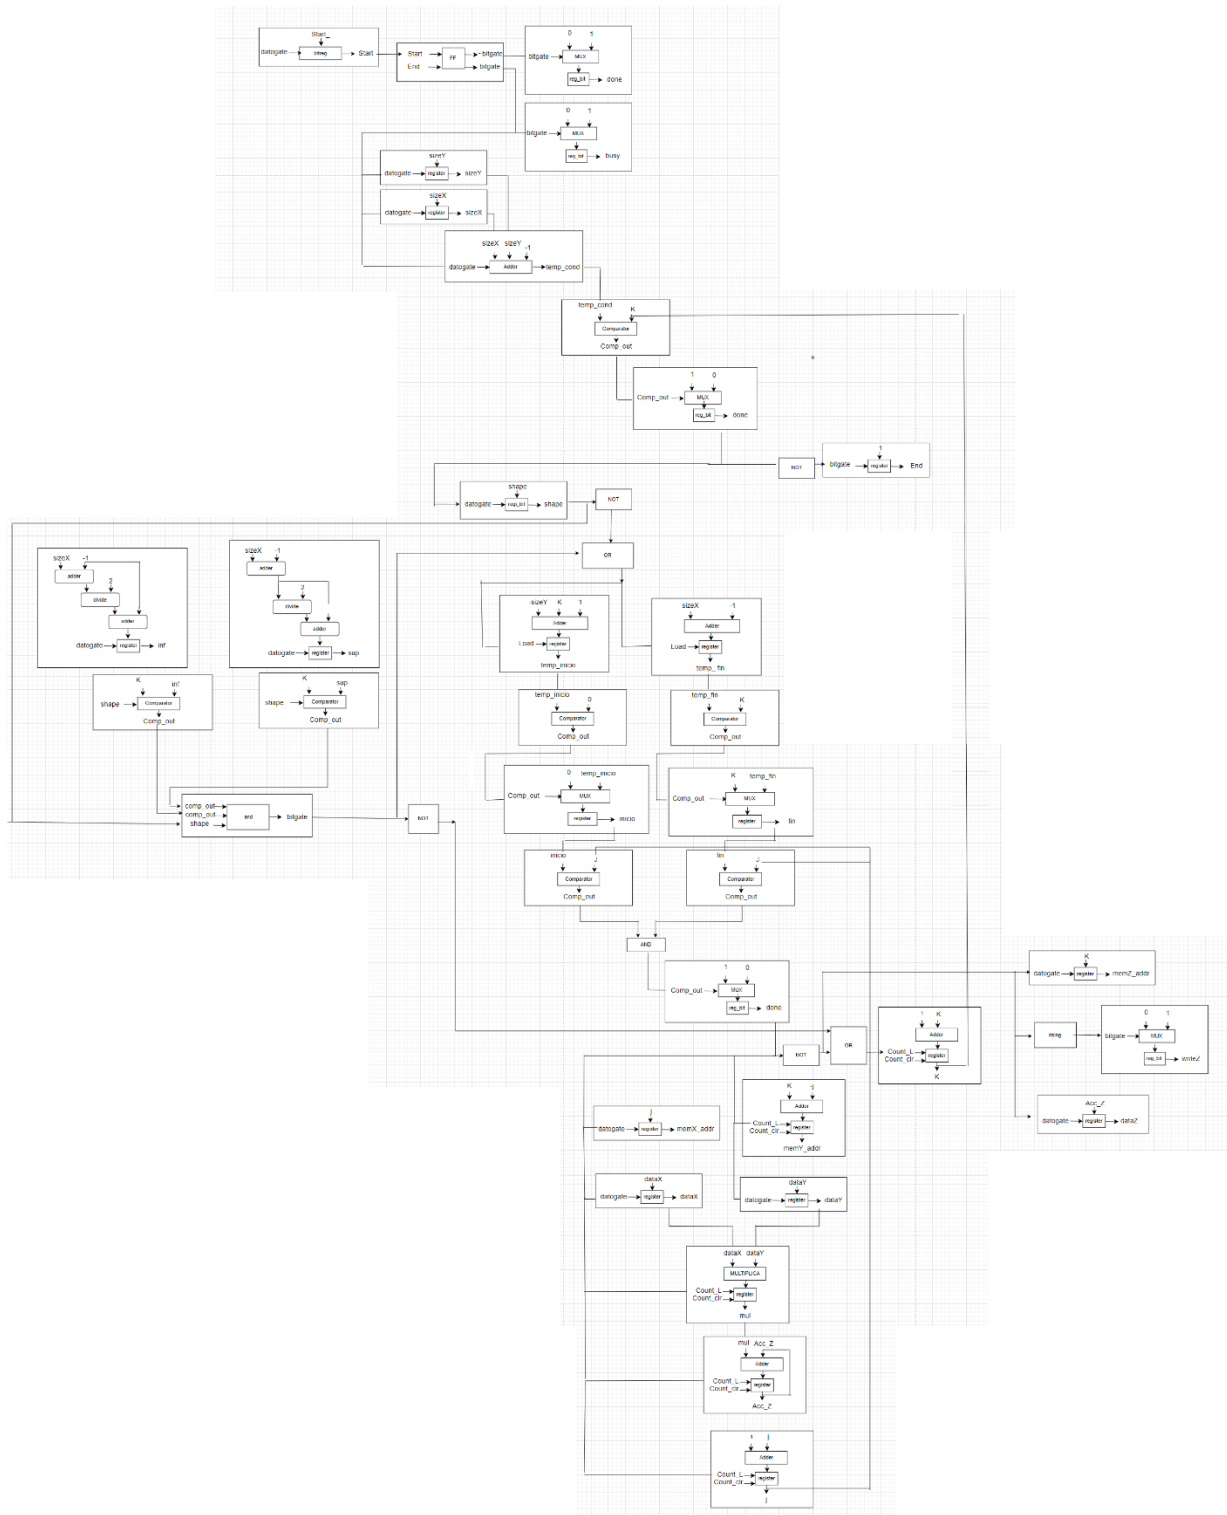 Start_
datogate
bitreg
Start
Start
End
FF
~bitgate
bitgate
0 1
bitgate
MUX
reg_bit
done
0 1
bitgate
MUX
reg_bit
busy
sizeY
datogate
register
sizeY
sizeX
datogate
register
sizeX
sizeX sizeY -1
datogate
Adder
temp_cond
temp_cond K
Comparator
Comp_out
1 0
Comp_out
MUX
reg_bit
done
NOT
1
bitgate
register
End
shape
datogate
shape
NOT
OR
sizeX -1
adder
2
divide
adder
datogate
register
inf
sizeX -1
adder
2
divide
adder
datogate
register
sup
K inf
shape
Comparator
Comp_out
K sup
shape
Comparator
Comp_out
-sizeY K 1
Adder
Load
register
temp_inicio
sizeX -1
Adder
Load
register
temp_fin
temp_inicio 0
Comparator
Comp_out
temp_fin K
Comparator
Comp_out
0 temp_inicio
Comp_out
MUX
register
inicio
K temp_fin
Comp_out
MUX
register
fin
comp_out
comp_out
shape
and
bitgate
NOT
inicio J
Comparator
Comp_out
fin J
Comparator
Comp_out
AND
1 0
Comp_out
MUX
reg_bit
done
NOT
OR
1 K
Adder
Count_L
Count_clr
register
K
K
datogate
register
memZ_addr
0 1
bitgate
MUX
reg_bit
writeZ
Acc_Z
datogate
register
dataZ
K -j
Adder
Count_L
Count_clr
register
memY_addr
j
datogate
register
memX_addr
dataX
datogate
register
dataX
dataY
datogate
register
dataY
dataX dataY
MULTIPLICA
Count_L
Count_clr
register
mul
mul Acc_Z
Adder
Count_L
Count_clr
register
Acc_Z
1 j
Adder
Count_L
Count_clr
register
j